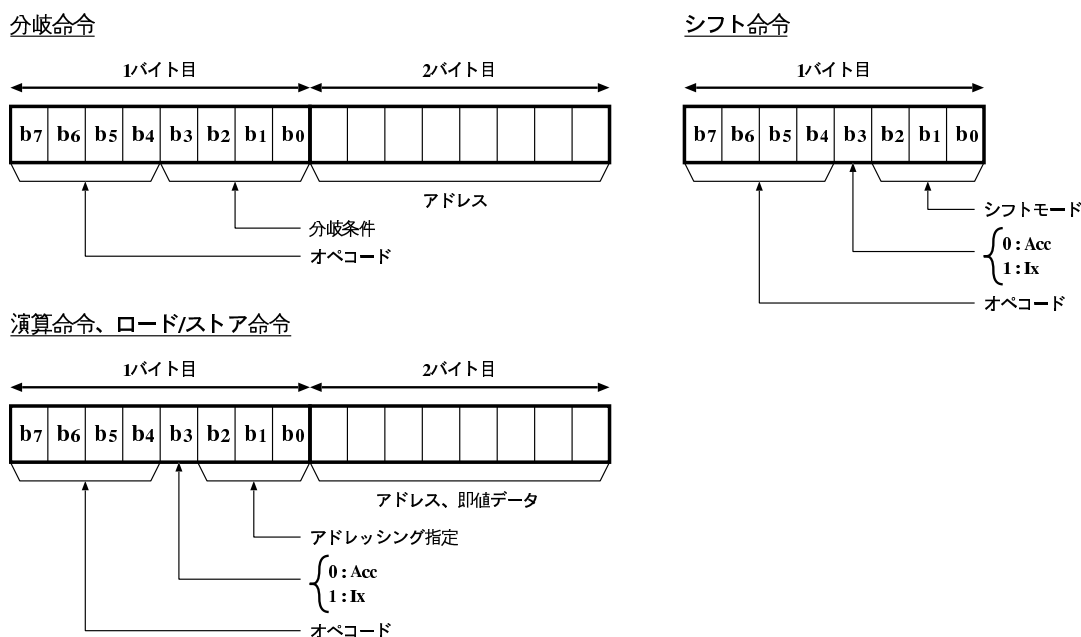 分岐命令
1バイト目
2バイト目
b7 b6 b5 b4 b3 b2 b1 b0
アドレス
分岐条件
オペコード
シフト命令
1バイト目
b7 b6 b5 b4 b3 b2 b1 b0
シフトモード
0 : Acc
1 : Ix
オペコード
演算命令、ロード/ストア命令
1バイト目
2バイト目
b7 b6 b5 b4 b3 b2 b1 b0
アドレス、即値データ
アドレッシング指定
0 : Acc
1 : Ix
オペコード